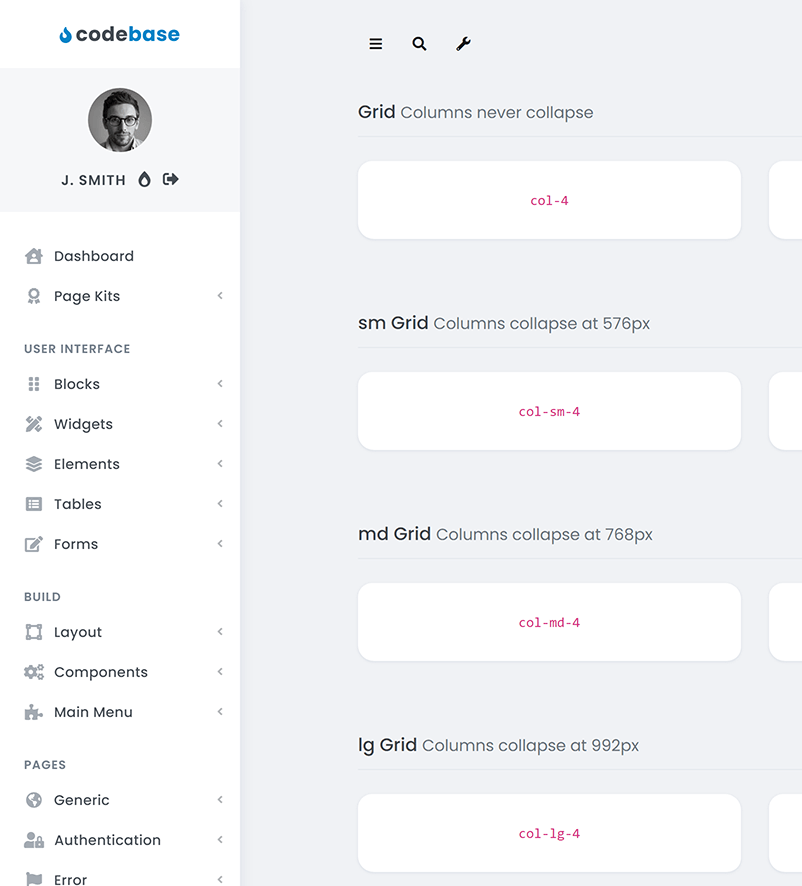 codebase
J. SMITH
Dashboard
Page Kits
USER INTERFACE
Blocks
Widgets
Elements
Tables
Forms
BUILD
Layout
Components
Main Menu
PAGES
Generic
Authentication
Error
Grid Columns never collapse
col-4
sm Grid Columns collapse at 576px
col-sm-4
md Grid Columns collapse at 768px
col-md-4
lg Grid Columns collapse at 992px
col-lg-4